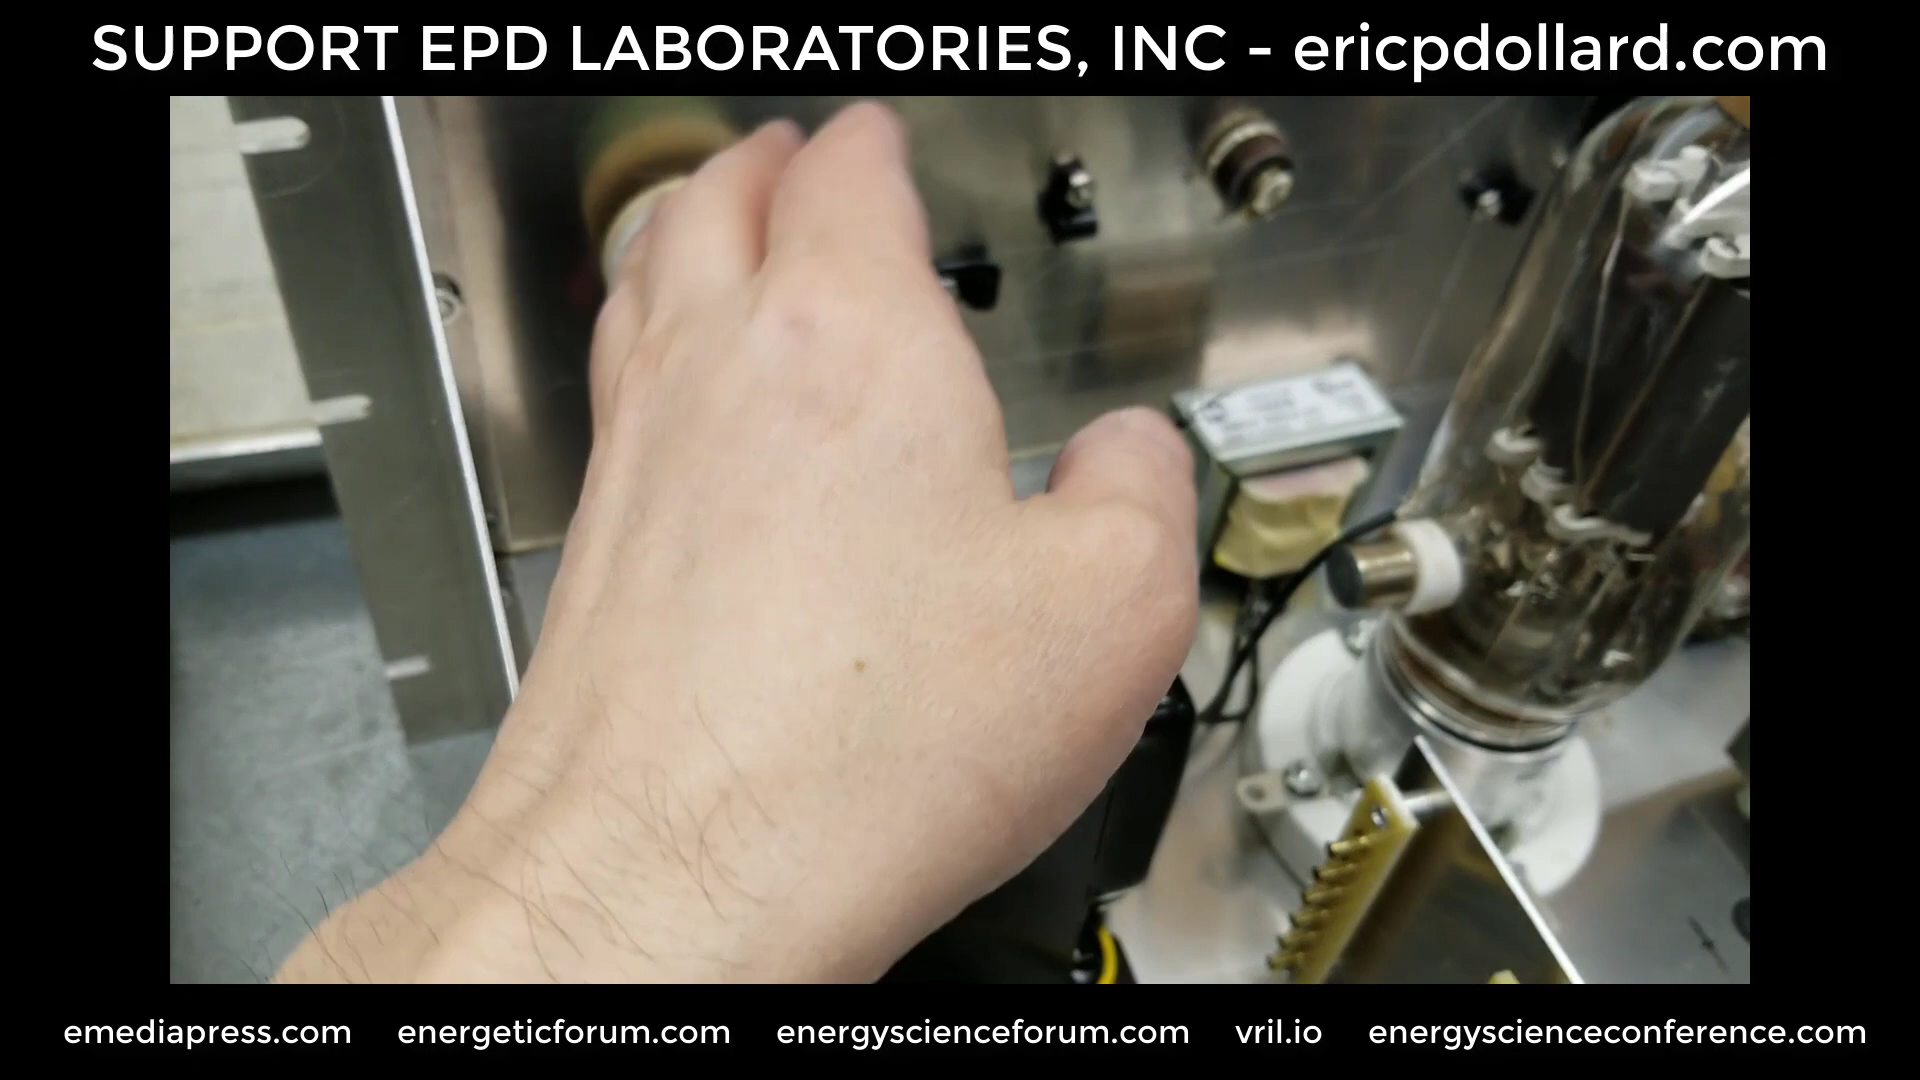 SUPPORT EPD LABORATORIES, INC - ericpdollard.com
emediapress.com energeticforum.com energyscienceforum.com vril.io energyscienceconference.com